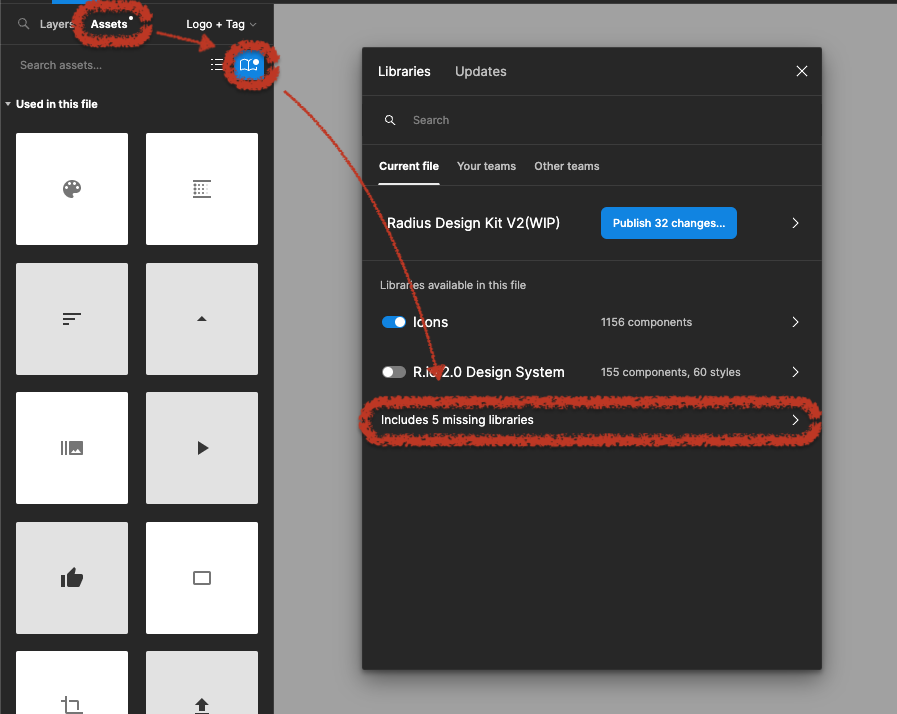 Layers Assets Logo + Tag
Search assets...
Used in this file
Libraries Updates
Search
Current file Your teams Other teams
Radius Design Kit V2(WIP) Publish 32 changes...
Libraries available in this file
Icons 1156 components
R.io 2.0 Design System 155 components, 60 styles
Includes 5 missing libraries